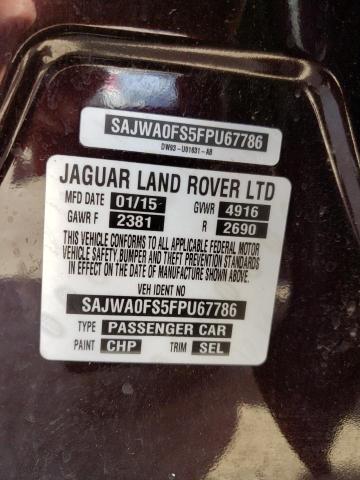 SAJWA0FS5FPU67786
DW93-U01631-AB
JAGUAR LAND ROVER LTD
MFD DATE 01/15 GVWR 4916
GAWR F 2381 R 2690
THIS VEHICLE CONFORMS TO ALL APPLICABLE FEDERAL MOTOR
VEHICLE SAFETY,BUMPER AND THEFT PREVENTION STANDARDS
IN EFFECT ON THE DATE OF MANUFACTURE SHOWN ABOVE.
VEH IDENT NO
SAJWA0FS5FPU67786
TYPE PASSENGER CAR
PAINT CHP TRIM SEL